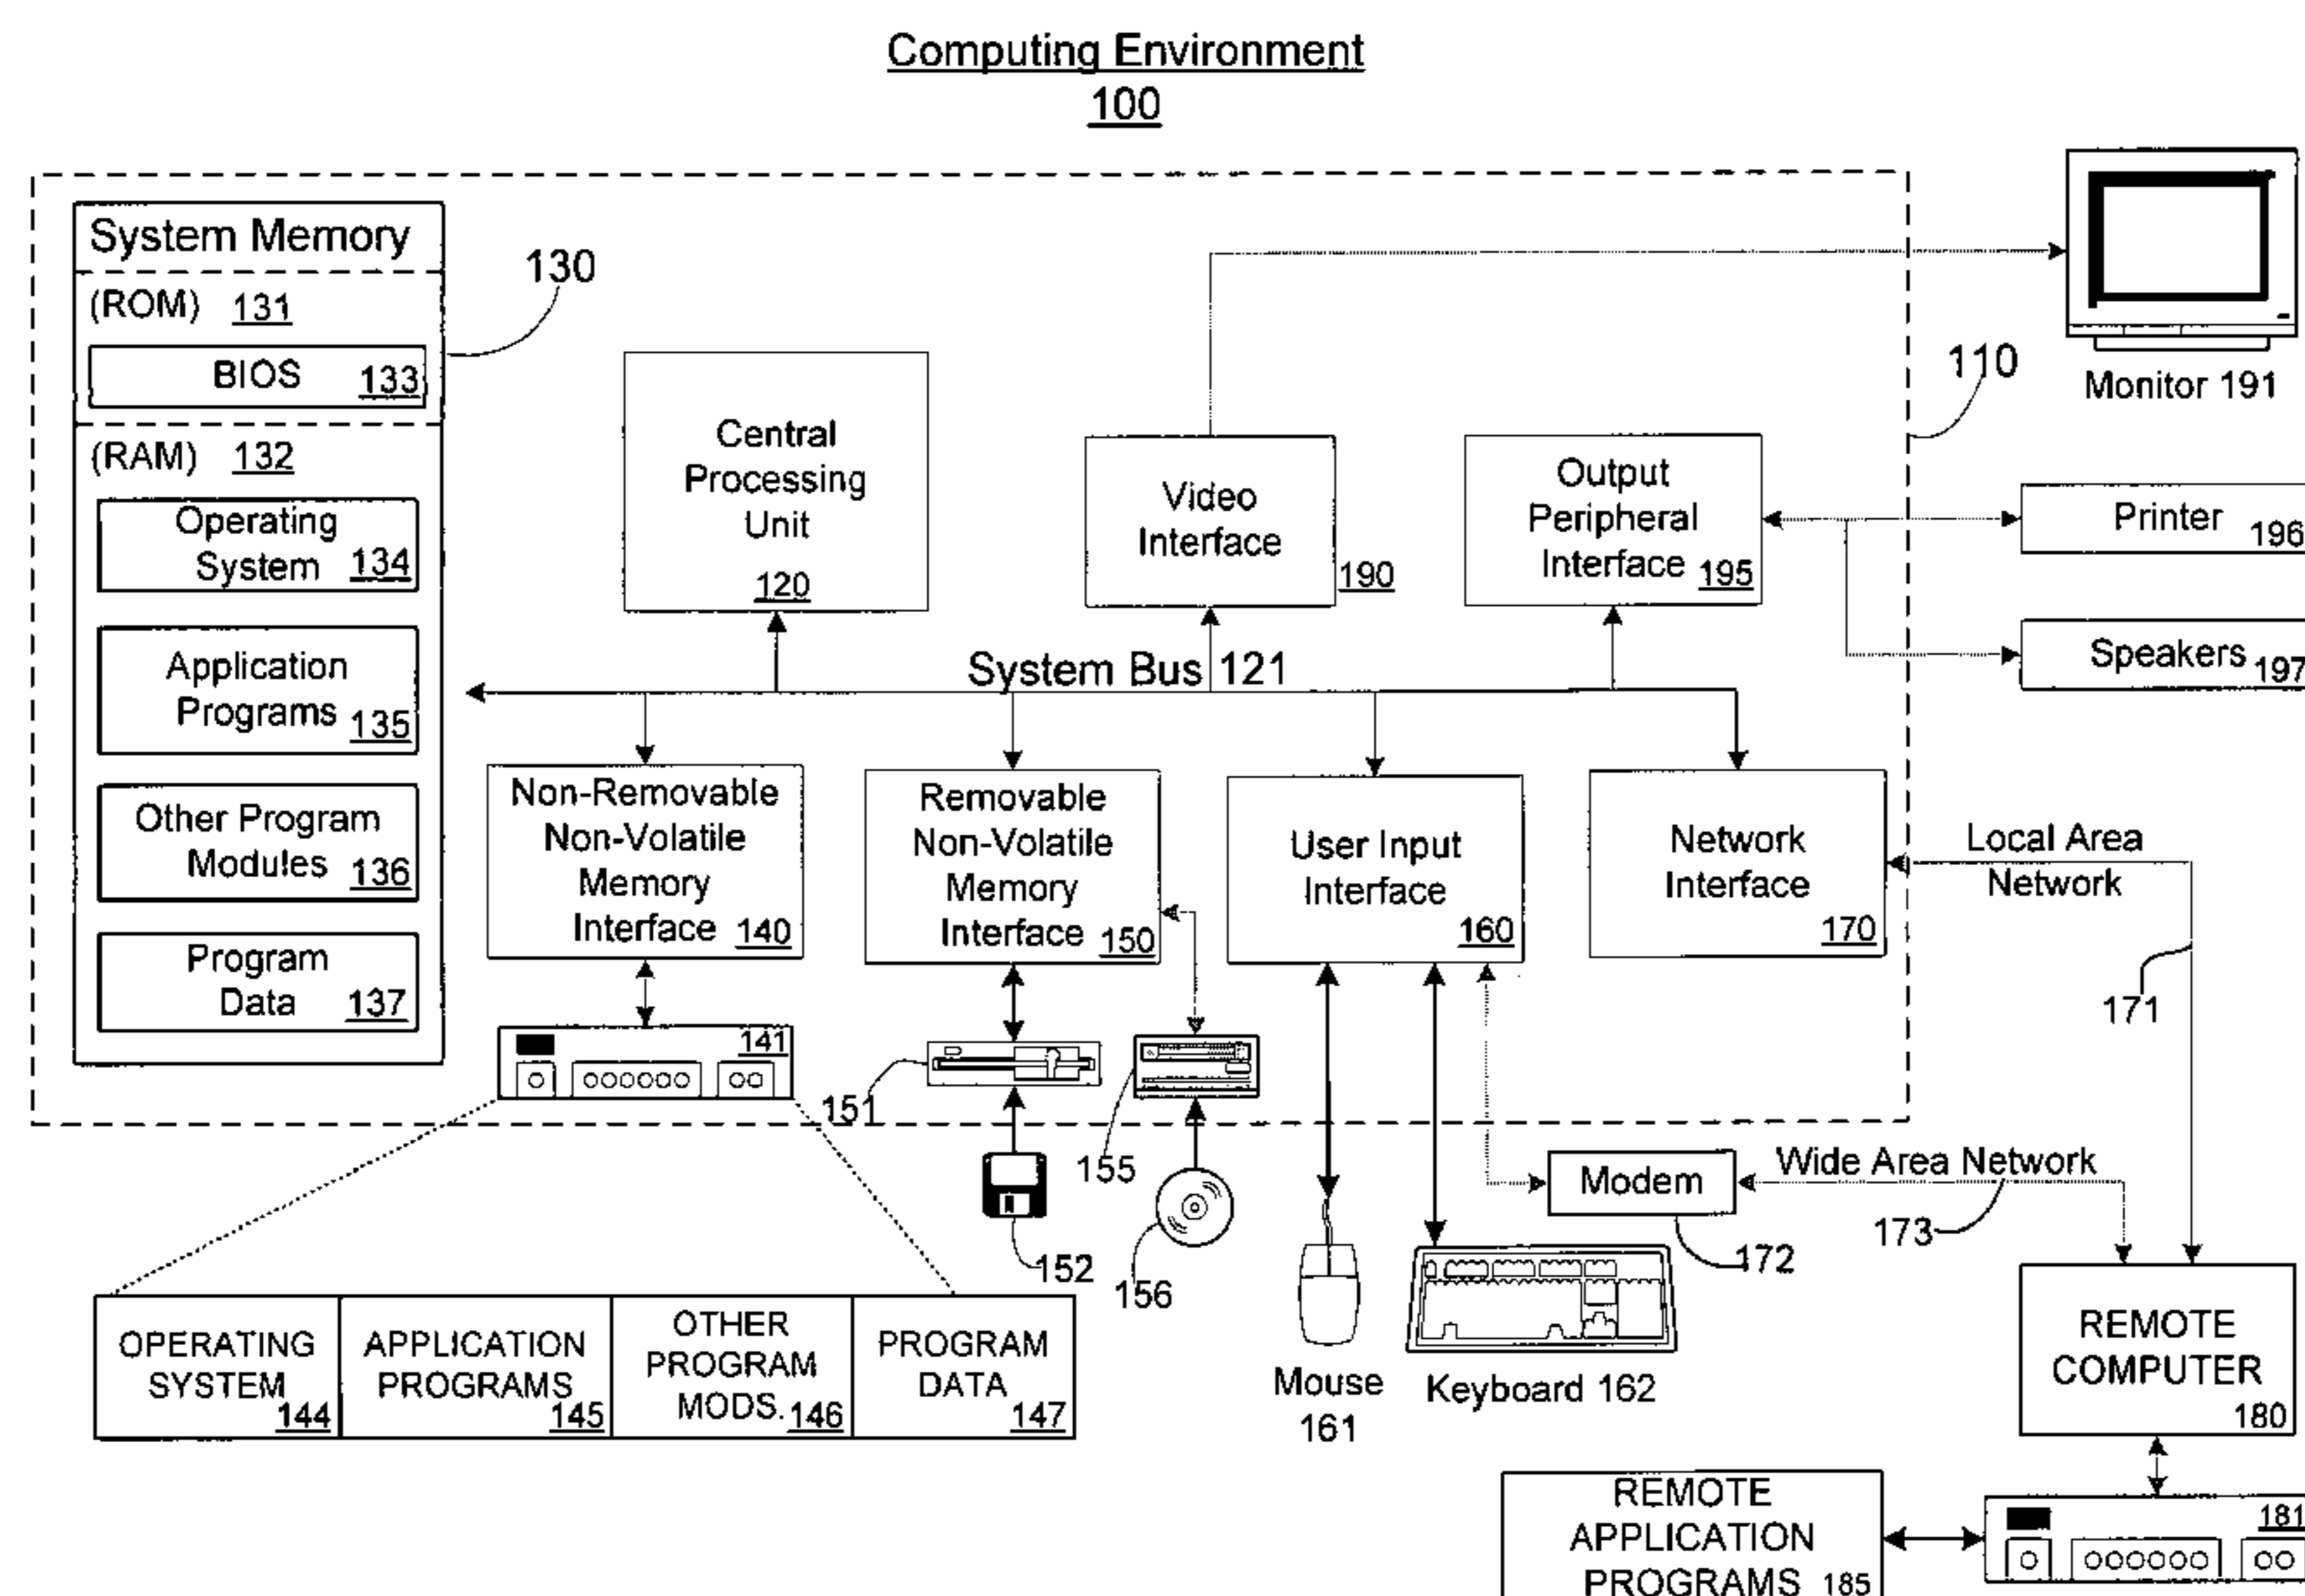 Computing Environment
100
System Memory
(ROM) 131
BIOS 133
(RAM) 132
Operating
System 134
Application
Programs 135
Other Program
Modules 136
Program
Data 137
130
Central
Processing
Unit
120
Video
Interface
190
Output
Peripheral
Interface 195
110
Monitor 191
Printer 196
Speakers 197
System Bus 121
Non-Removable
Non-Volatile
Memory
Interface 140
Removable
Non-Volatile
Memory
Interface 150
User Input
Interface
160
Network
Interface
170
Local Area
Network
171
141
151
155
152
156
Modem
172
Wide Area Network
173
Mouse
161
Keyboard 162
OPERATING
SYSTEM 144
APPLICATION
PROGRAMS 145
OTHER
PROGRAM
MODS. 146
PROGRAM
DATA 147
REMOTE
COMPUTER
180
181
REMOTE
APPLICATION
PROGRAMS 185